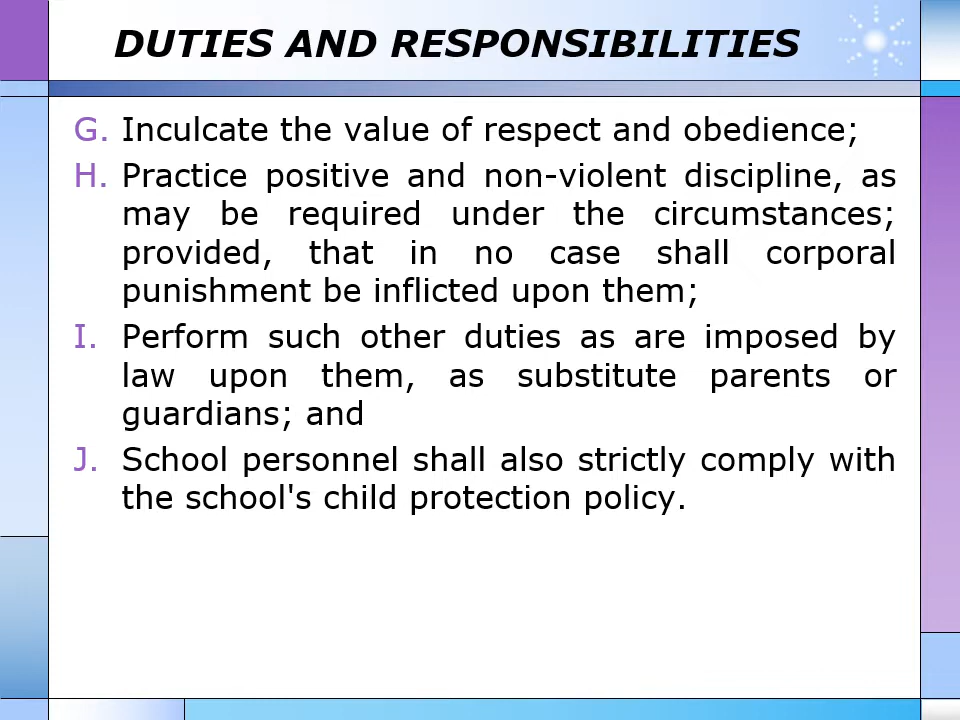 DUTIES AND RESPONSIBILITIES
G. Inculcate the value of respect and obedience;
H. Practice positive and non-violent discipline, as
may be required under the circumstances;
provided, that in no case shall corporal
punishment be inflicted upon them;
I. Perform such other duties as are imposed by
law upon them, as substitute parents or
guardians; and
J. School personnel shall also strictly comply with
the school's child protection policy.